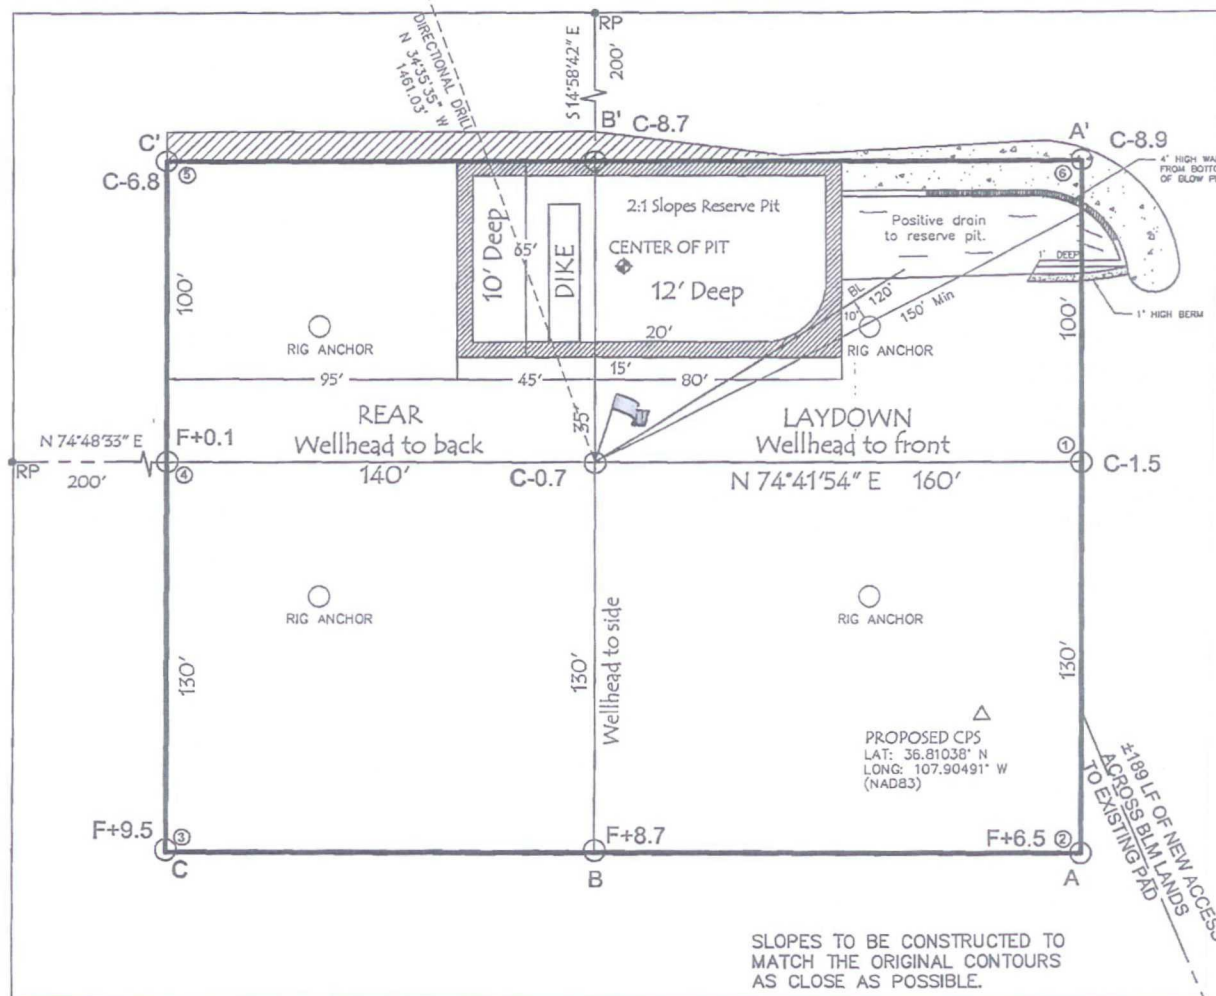 RP
S 14°58'42" E
200'
DIRECTIONAL DRILL
N 34°35'35" W
1461.03'
B'
C-8.7
A'
C-8.9
C'
C-6.8
5
6
4' HIGH
FROM
OF BLOW
2:1 Slopes Reserve Pit
Positive drain
to reserve pit.
10' Deep
DIKE
CENTER OF PIT
12' Deep
1' DEEP
1' HIGH BERM
BL
120'
10'
150' Min
20'
100'
100'
RIG ANCHOR
RIG ANCHOR
95'
45'
15'
80'
35'
REAR
Wellhead to back
LAYDOWN
Wellhead to front
N 74°48'33" E
F+0.1
RP
200'
4
140'
C-0.7
N 74°41'54" E 160'
1
C-1.5
RIG ANCHOR
RIG ANCHOR
130'
130'
Wellhead to side
130'
PROPOSED CPS
LAT: 36.81038° N
LONG: 107.90491° W
(NAD83)
±189 LF OF NEW ACCESS
ACROSS BLM LANDS
TO EXISTING PAD
F+9.5
3
F+8.7
F+6.5
2
C
B
A
SLOPES TO BE CONSTRUCTED TO
MATCH THE ORIGINAL CONTOURS
AS CLOSE AS POSSIBLE.